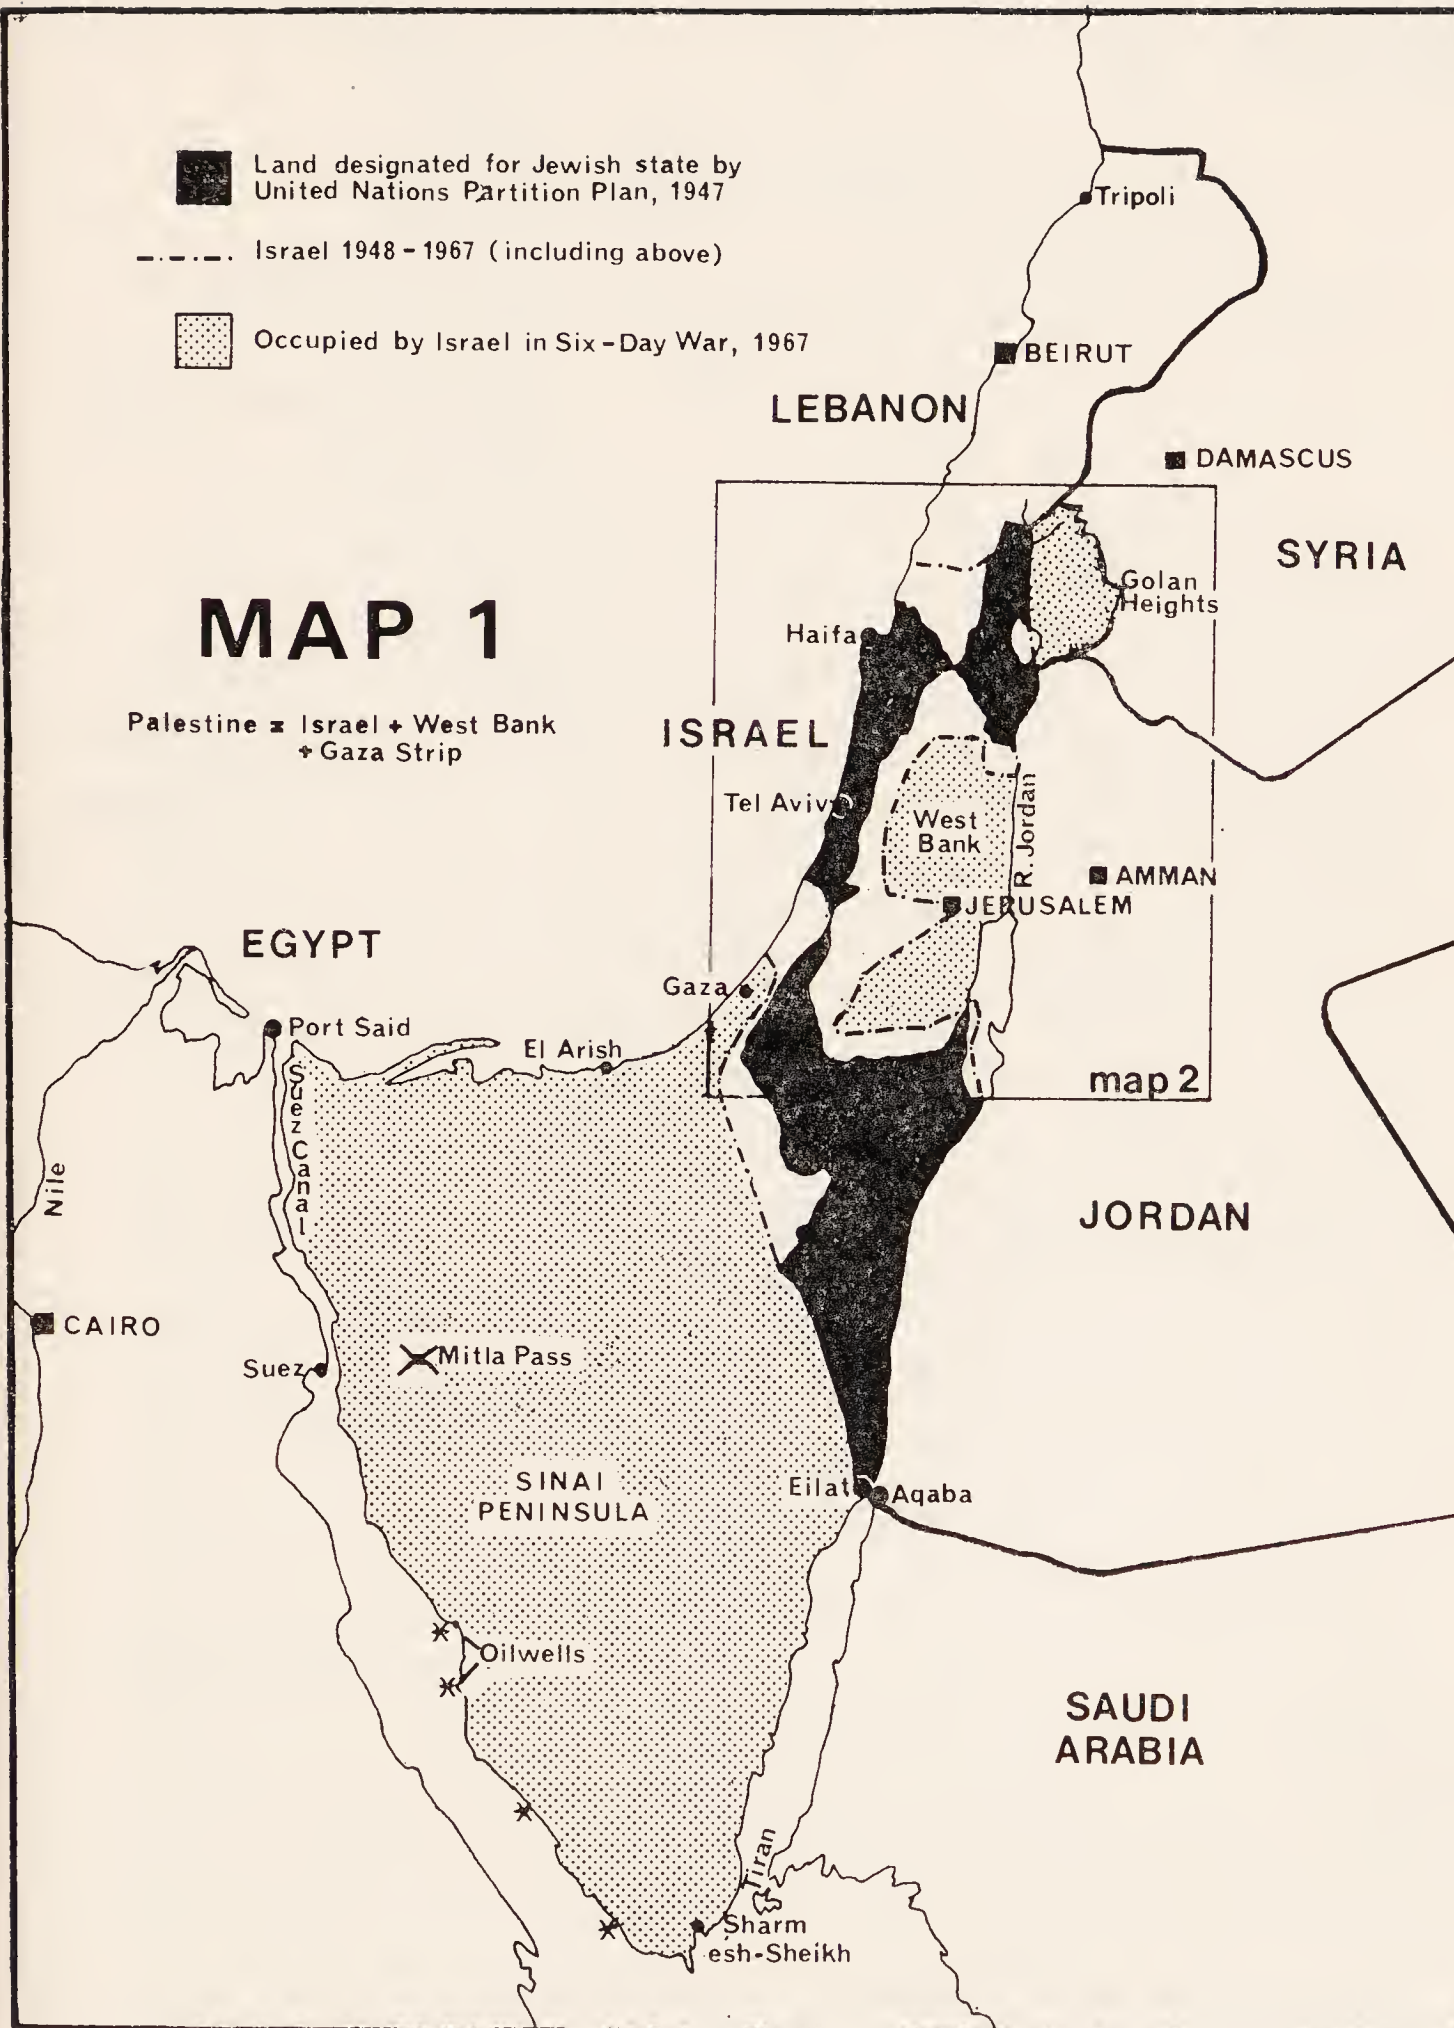 Land designated for Jewish state by
United Nations Partition Plan, 1947
Israel 1948-1967 (including above)
Occupied by Israel in Six-Day War, 1967
Tripoli
BEIRUT
LEBANON
DAMASCUS
SYRIA
Golan
Heights
MAP 1
Haifa
Palestine = Israel + West Bank
+ Gaza Strip
ISRAEL
Tel Aviv
West
Bank
R. Jordan
AMMAN
JERUSALEM
EGYPT
Gaza
Port Said
El Arish
map 2
Suez Canal
Nile
JORDAN
CAIRO
Suez
Mitla Pass
SINAI
PENINSULA
Eilat
Aqaba
Oilwells
SAUDI
ARABIA
Tiran
Sharm
esh-Sheikh